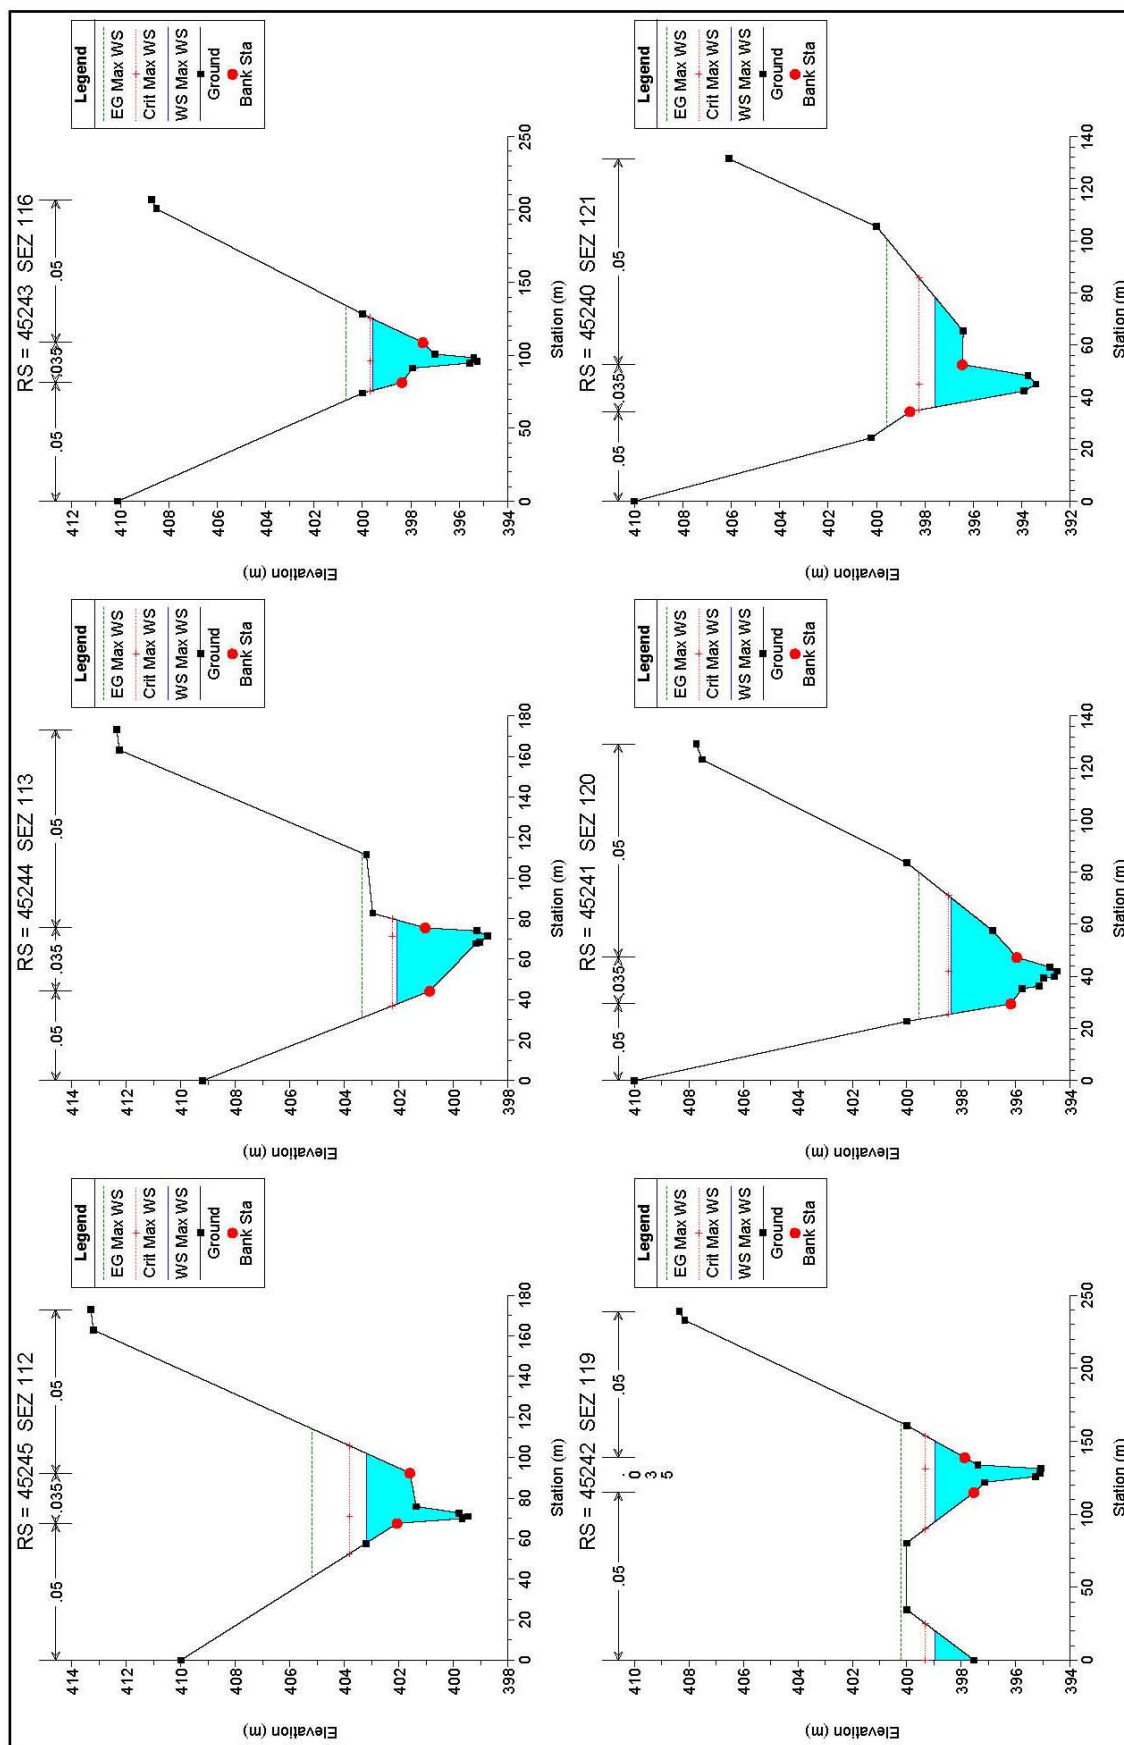 RS = 45245 SEZ 112
.05
.035
.05
Legend
EG Max WS
Crit Max WS
WS Max WS
Ground
Bank Sta
Elevation (m)
414
412
410
408
406
404
402
400
398
0
20
40
60
80
100
120
140
160
180
Station (m)
RS = 45244 SEZ 113
.05
.035
.05
Legend
EG Max WS
Crit Max WS
WS Max WS
Ground
Bank Sta
Elevation (m)
414
412
410
408
406
404
402
400
398
0
20
40
60
80
100
120
140
160
180
Station (m)
RS = 45243 SEZ 116
.05
.035
.05
Legend
EG Max WS
Crit Max WS
WS Max WS
Ground
Bank Sta
Elevation (m)
412
410
408
406
404
402
400
398
396
394
0
50
100
150
200
250
Station (m)
RS = 45242 SEZ 119
.05
.
0
3
5
.05
Legend
EG Max WS
Crit Max WS
WS Max WS
Ground
Bank Sta
Elevation (m)
410
408
406
404
402
400
398
396
394
0
50
100
150
200
250
Station (m)
RS = 45241 SEZ 120
.05
.035
.05
Legend
EG Max WS
Crit Max WS
WS Max WS
Ground
Bank Sta
Elevation (m)
410
408
406
404
402
400
398
396
394
0
20
40
60
80
100
120
140
Station (m)
RS = 45240 SEZ 121
.05
.035
.05
Legend
EG Max WS
Crit Max WS
WS Max WS
Ground
Bank Sta
Elevation (m)
410
408
406
404
402
400
398
396
394
392
0
20
40
60
80
100
120
140
Station (m)